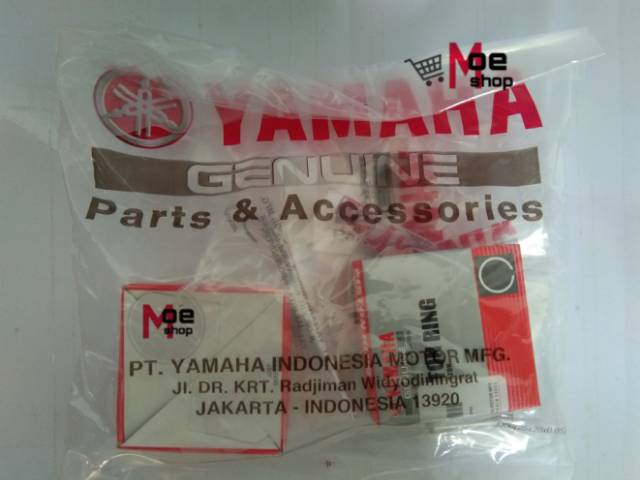 Moe
shop
YAMAHA
GENUINE
Parts & Accessories
Moe
shop
PT. YAMAHA INDONESIA MOTOR MFG.
Jl. DR. KRT. Radjiman Widyodiningrat
JAKARTA - INDONESIA 13920
YAMAHA
RING